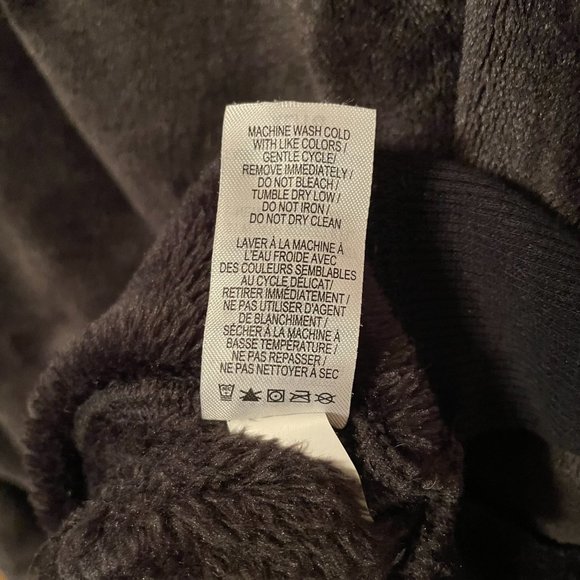 MACHINE WASH COLD
WITH LIKE COLORS/
GENTLE CYCLE/
REMOVE IMMEDIATELY/
DO NOT BLEACH/
TUMBLE DRY LOW/
DO NOT IRON/
DO NOT DRY CLEAN
LAVER À LA MACHINE À
L'EAU FROIDE AVEC
DES COULEURS SEMBLABLES
AU CYCLE DÉLICAT/
RETIRER IMMÉDIATEMENT/
NE PAS UTILISER D'AGENT
DE BLANCHIMENT/
SÉCHER À LA MACHINE À
BASSE TEMPÉRATURE/
NE PAS REPASSER/
NE PAS NETTOYER À SEC